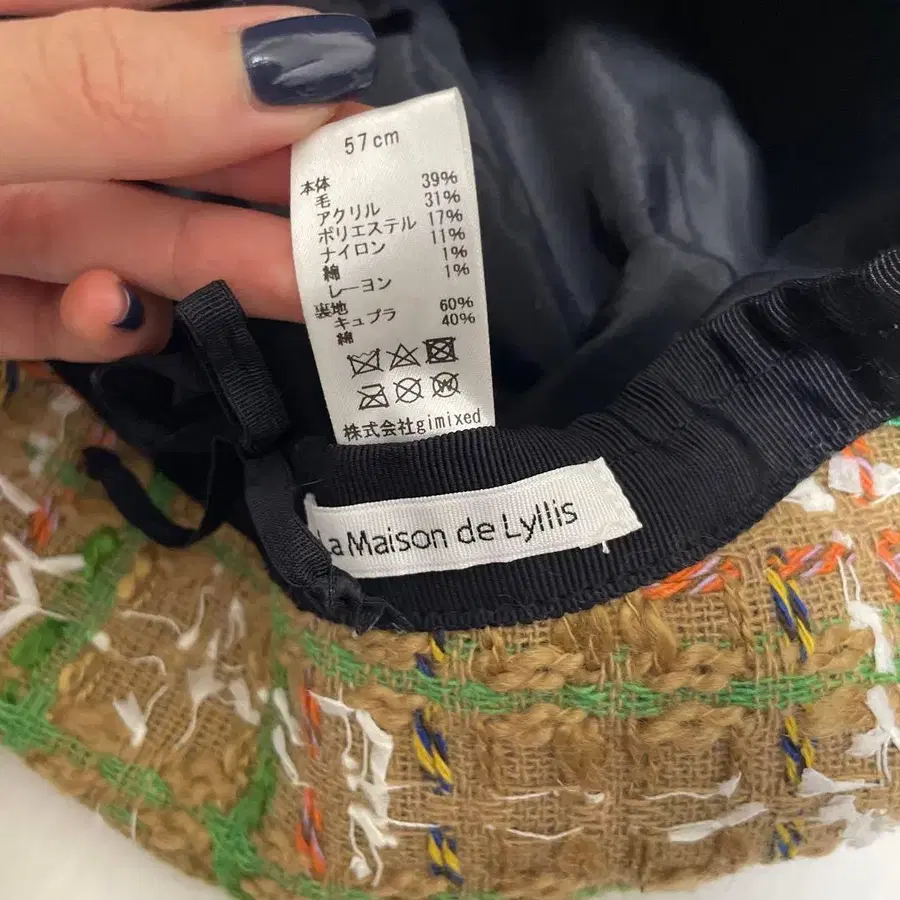 57cm
本体
毛 39%
アクリル 31%
ポリエステル 17%
ナイロン 11%
綿 1%
レーヨン 1%
裏地
キュプラ 60%
綿 40%
株式会社gimixed
La Maison de Lyllis